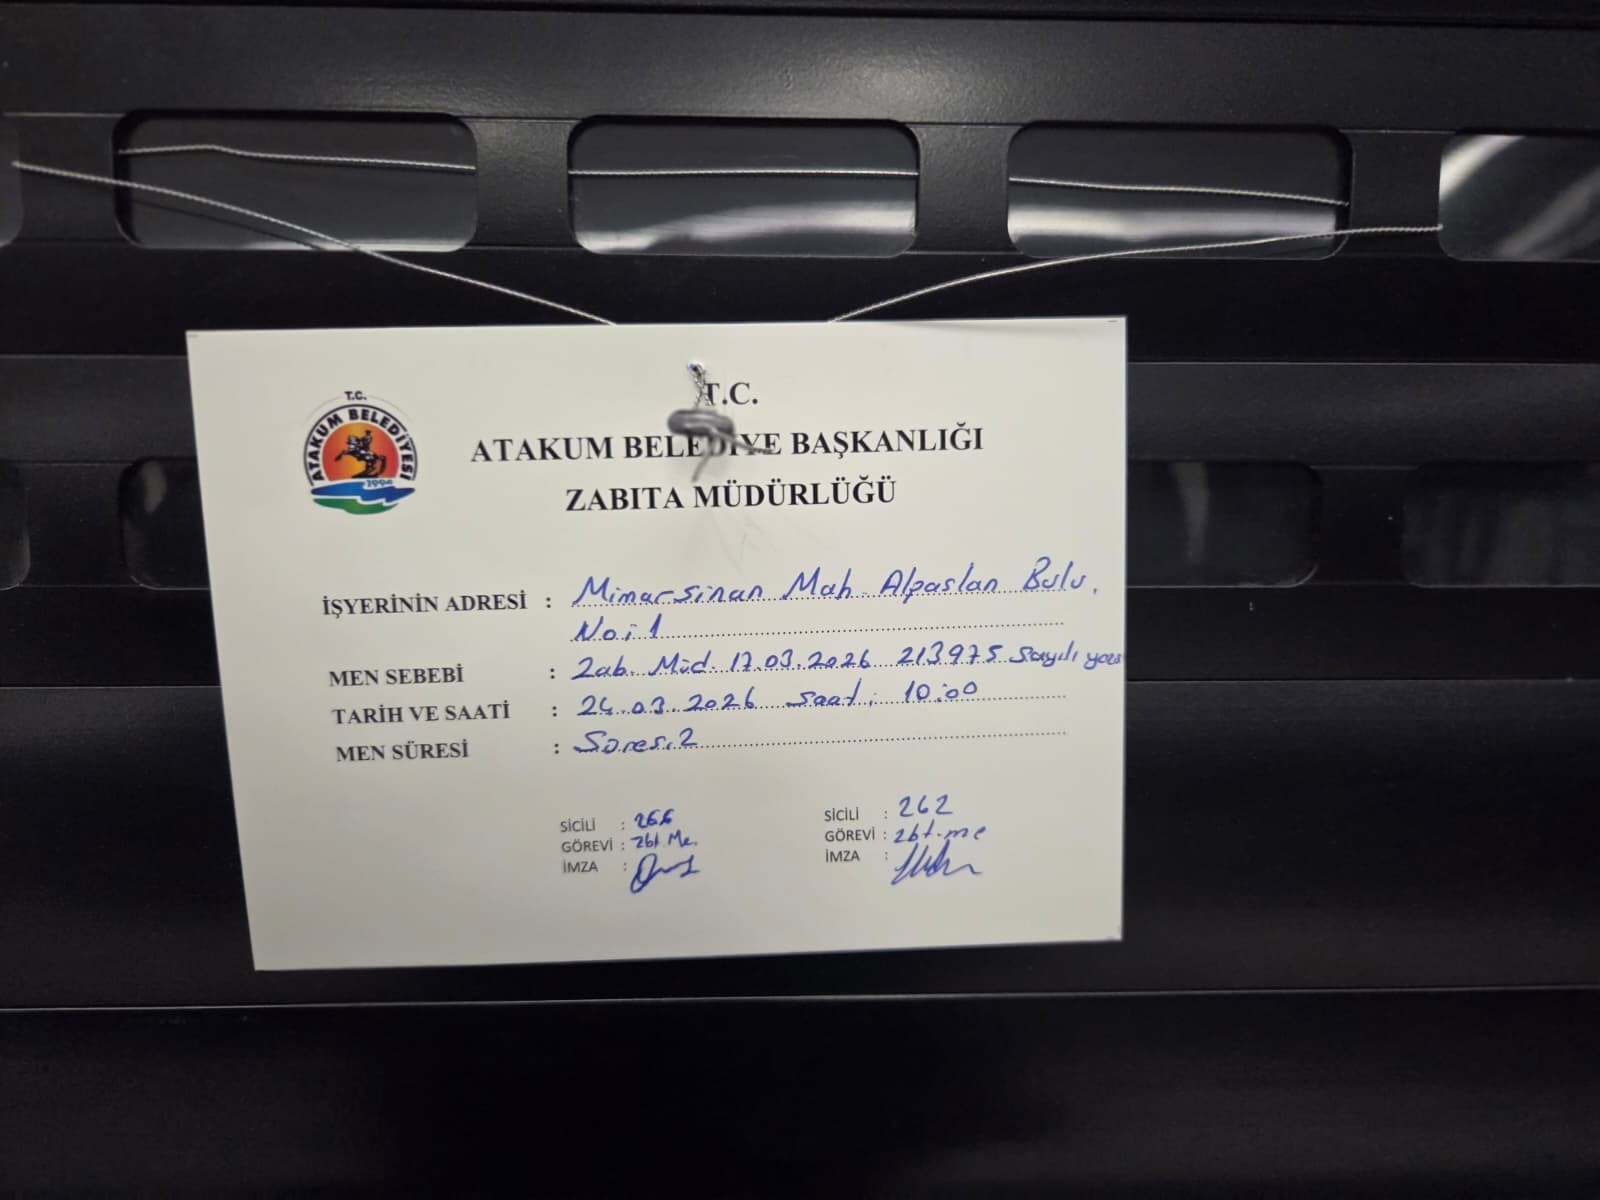 T.C.
ATAKUM BELEDİYESİ
1994
T.C.
ATAKUM BELEDİYE BAŞKANLIĞI
ZABITA MÜDÜRLÜĞÜ
İŞYERİNİN ADRESİ : Mimarsinan Mah. Alpaslan Bulv.
No:1
MEN SEBEBİ : Zab. Müd. 17.03.2026 213975 Sayılı yazı
TARİH VE SAATİ : 24.03.2026 saat: 10:00
MEN SÜRESİ : Süresiz
SİCİLİ : 266
GÖREVİ : Zbt. Me.
İMZA :
SİCİLİ : 262
GÖREVİ : Zbt. me
İMZA :